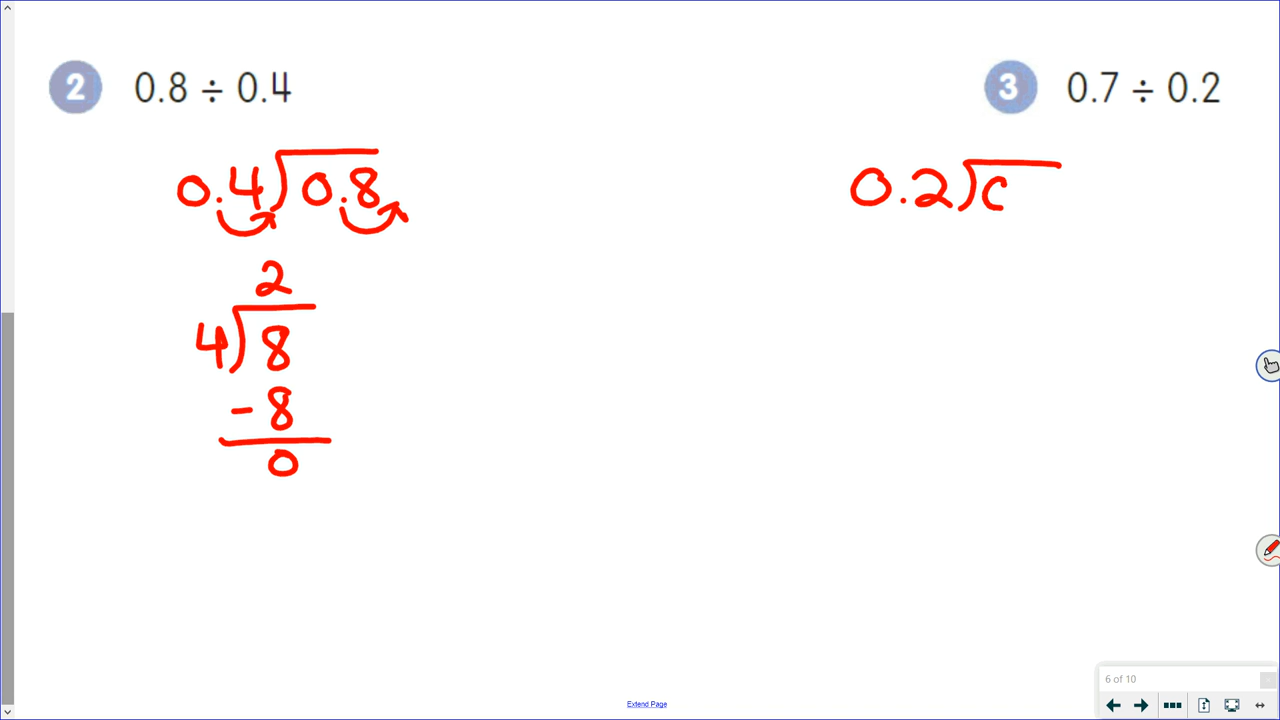 2 0.8 ÷ 0.4
3 0.7 ÷ 0.2
0.4)0.8
0.2)
2
4)8
-8
0
6 of 10
Extend Page